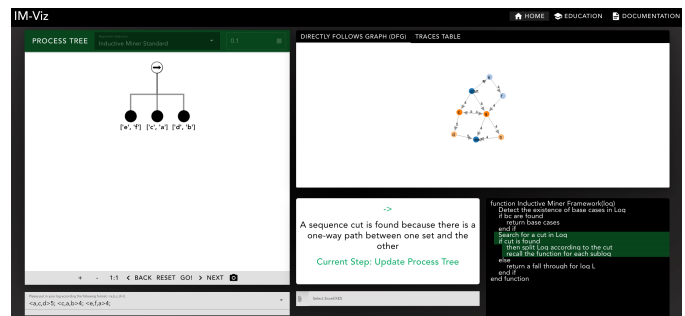 IM-Viz
HOME
EDUCATION
DOCUMENTATION
PROCESS TREE
Inductive Miner Standard
0.1
DIRECTLY FOLLOWS GRAPH (DFG) TRACES TABLE
['e', 'f'] ['c', 'a'] ['d', 'b']
->
A sequence cut is found because there is a
one-way path between one set and the
other
Current Step: Update Process Tree
function Inductive Miner Framework(log)
Detect the existence of base cases in Log
if bc are found
return base cases
end if
Search for a cut in Log
if cut is found
then split Log according to the cut
recall the function for each sublog
else
return a fall through for log L
end if
end function
+ - 1:1 < BACK RESET GO! > NEXT
<a,c,d>5; <c,a,b>4; <e,f,a>4;